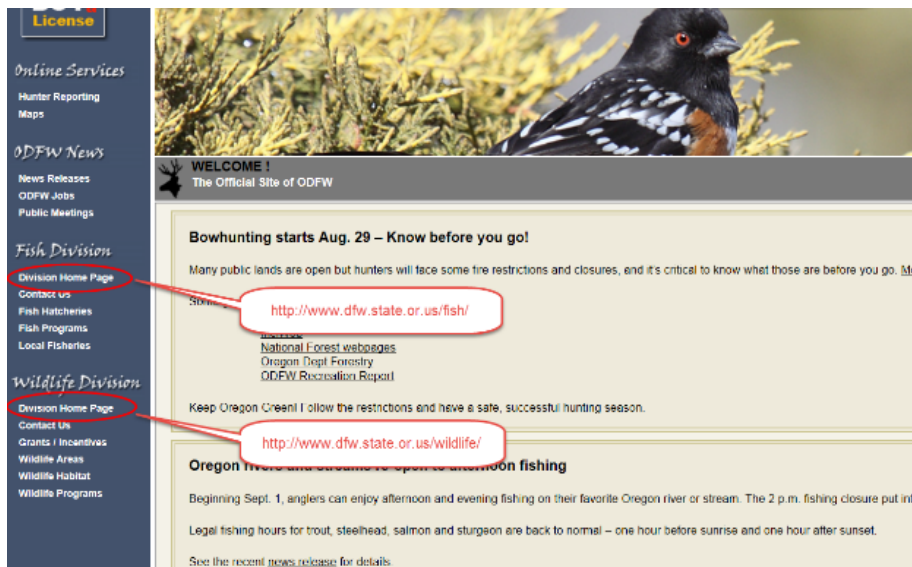 License
Online Services
Hunter Reporting
Maps
ODFW News
News Releases
ODFW Jobs
Public Meetings
Fish Division
Division Home Page
Contact Us
Fish Hatcheries
Fish Programs
Local Fisheries
Wildlife Division
Division Home Page
Contact Us
Grants / Incentives
Wildlife Areas
Wildlife Habitat
Wildlife Programs
WELCOME !
The Official Site of ODFW
Bowhunting starts Aug. 29 – Know before you go!
Many public lands are open but hunters will face some fire restrictions and closures, and it's critical to know what those are before you go.
http://www.dfw.state.or.us/fish/
National Forest webpages
Oregon Dept Forestry
ODFW Recreation Report
Keep Oregon Green! Follow the restrictions and have a safe, successful hunting season.
http://www.dfw.state.or.us/wildlife/
Oregon rivers and streams re-open to afternoon fishing
Beginning Sept. 1, anglers can enjoy afternoon and evening fishing on their favorite Oregon river or stream. The 2 p.m. fishing closure put
Legal fishing hours for trout, steelhead, salmon and sturgeon are back to normal – one hour before sunrise and one hour after sunset.
See the recent news release for details.